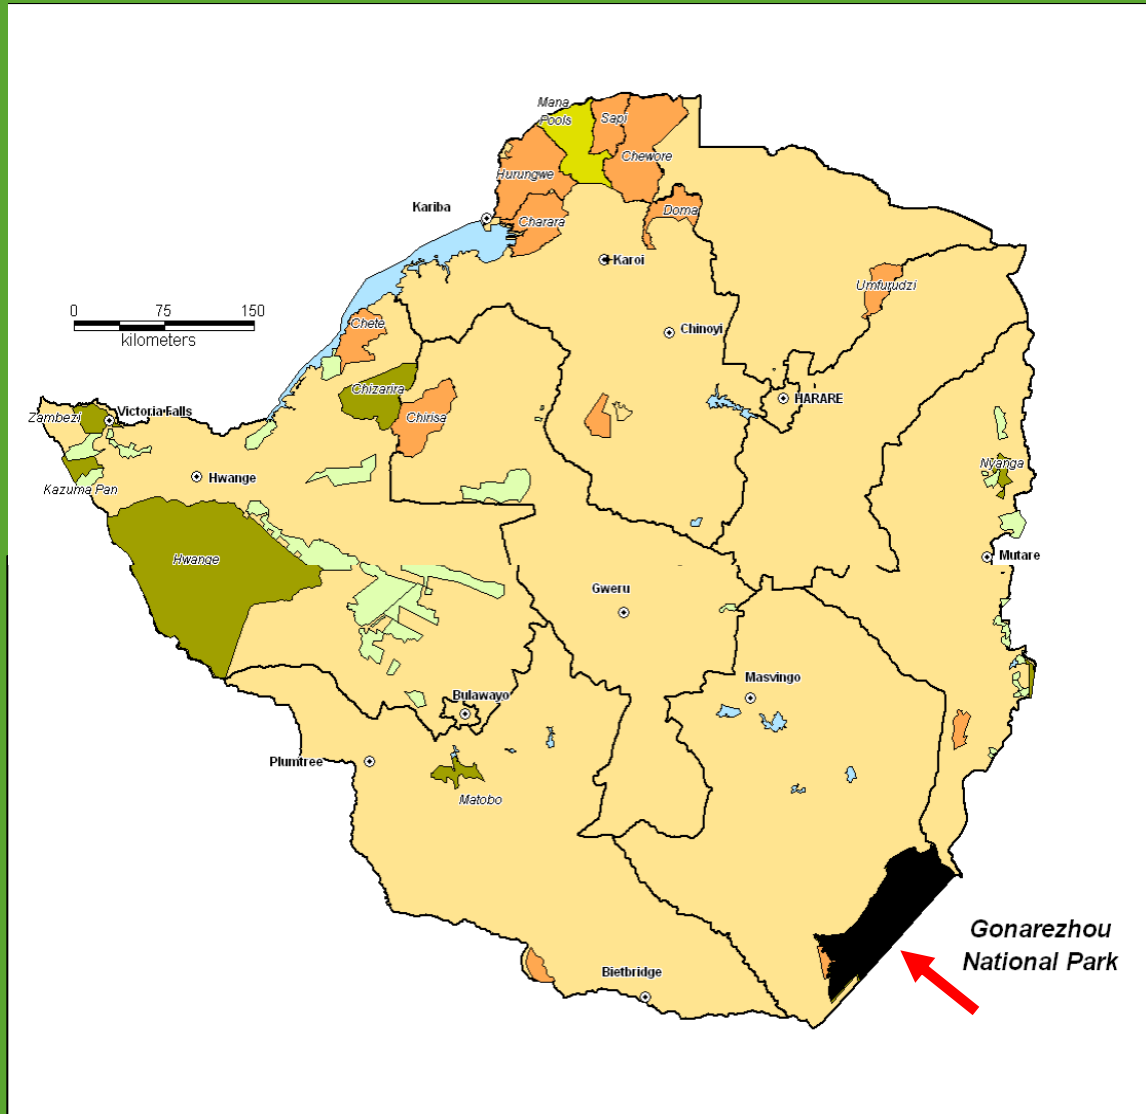 Mana
Pools
Sapi
Chewore
Hurungwe
Kariba
Charara
Doma
Karoi
Umfurudzi
0 75 150
kilometers
Chete
Chinoyi
Chizarira
HARARE
Zambezi
Victoria Falls
Chirisa
Nyanga
Kazuma Pan
Hwange
Hwange
Mutare
Gweru
Bulawayo
Masvingo
Plumtree
Matobo
Gonarezhou
National Park
Bietbridge